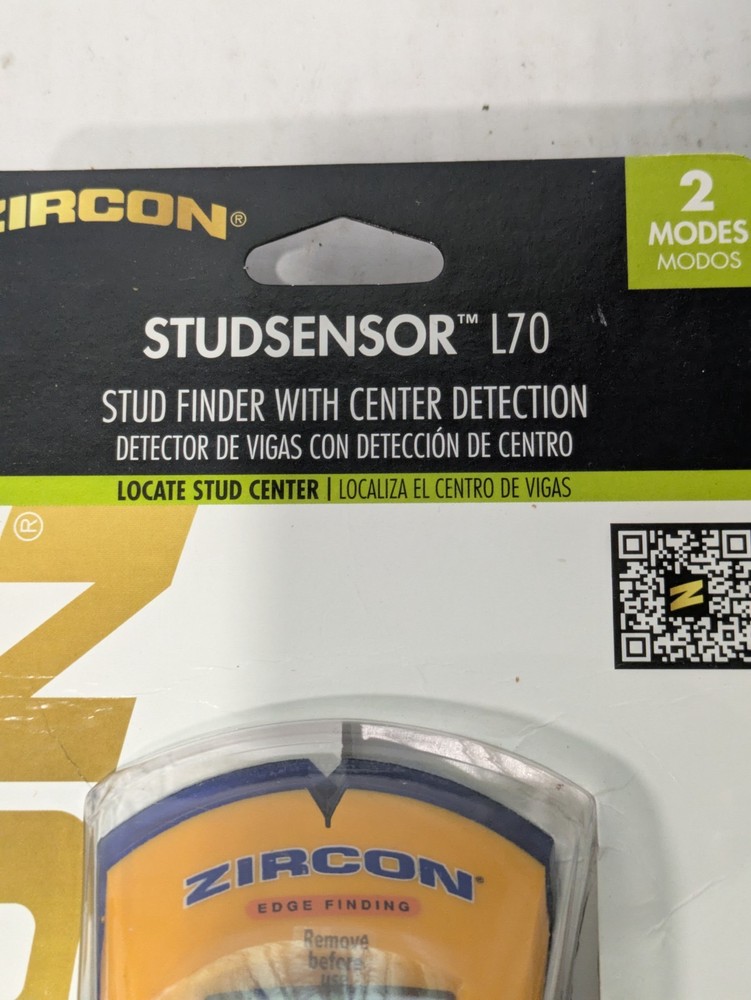 ZIRCON®
2
MODES
MODOS
STUDSENSOR™ L70
STUD FINDER WITH CENTER DETECTION
DETECTOR DE VIGAS CON DETECCIÓN DE CENTRO
LOCATE STUD CENTER | LOCALIZA EL CENTRO DE VIGAS
®
Z
ZIRCON®
EDGE FINDING
Remove
before
use